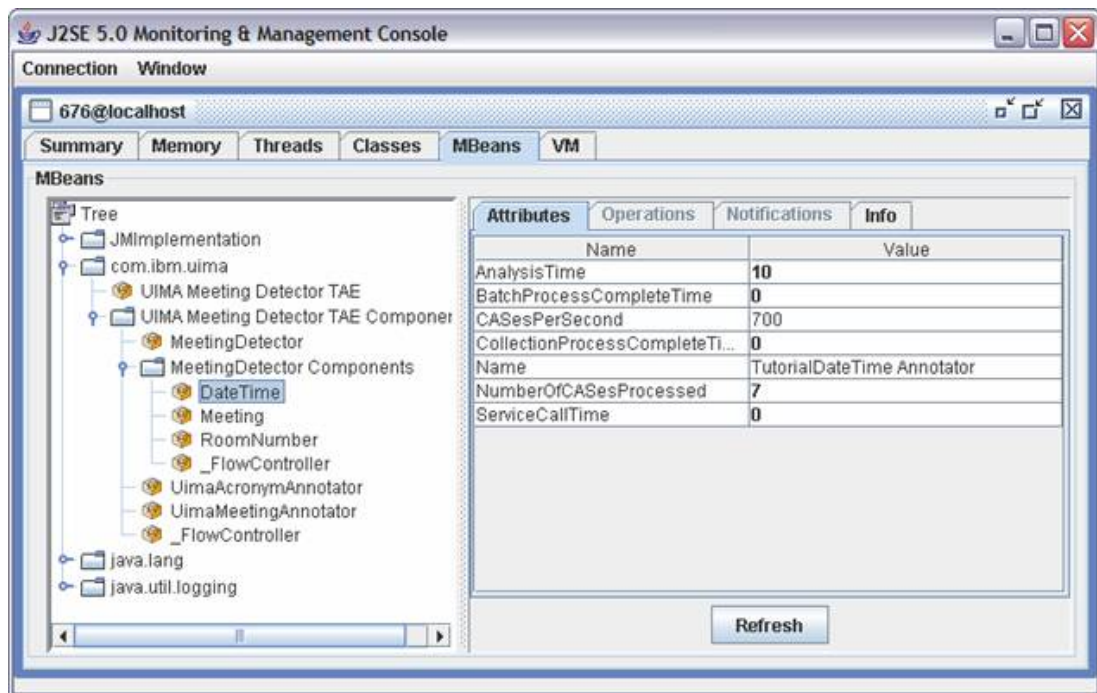 J2SE 5.0 Monitoring & Management Console
Connection Window
676@localhost
Summary Memory Threads Classes MBeans VM
MBeans
Tree
JMImplementation
com.ibm.uima
UIMA Meeting Detector TAE
UIMA Meeting Detector TAE Componer
MeetingDetector
MeetingDetector Components
DateTime
Meeting
RoomNumber
_FlowController
UimaAcronymAnnotator
UimaMeetingAnnotator
_FlowController
java.lang
java.util.logging
Attributes Operations Notifications Info
Name Value
AnalysisTime 10
BatchProcessCompleteTime 0
CASesPerSecond 700
CollectionProcessCompleteTi... 0
Name TutorialDateTime Annotator
NumberOfCASesProcessed 7
ServiceCallTime 0
Refresh